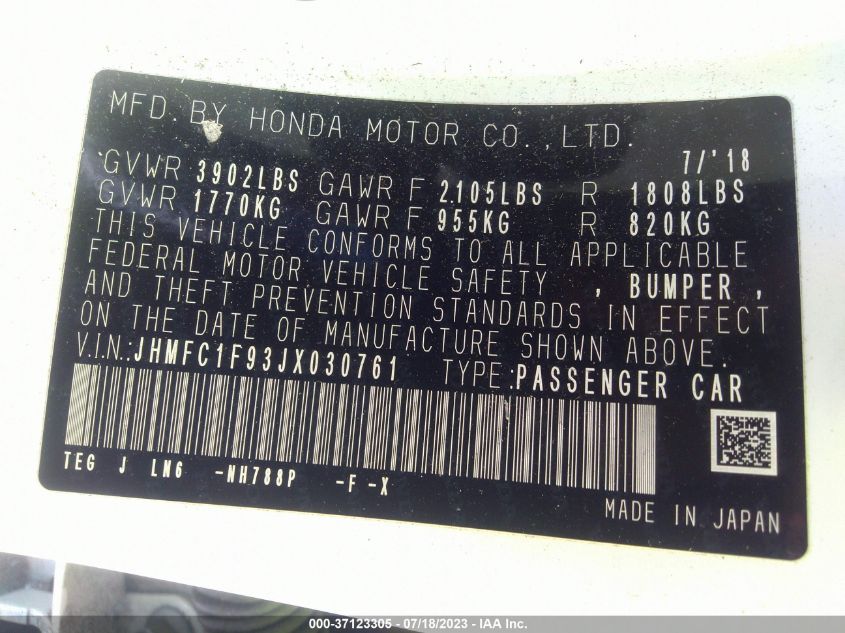 MFD. BY HONDA MOTOR CO.,LTD.
7/'18
GVWR 3902LBS GAWR F 2105LBS R 1808LBS
GVWR 1770KG GAWR F 955KG R 820KG
THIS VEHICLE CONFORMS TO ALL APPLICABLE
FEDERAL MOTOR VEHICLE SAFETY , BUMPER ,
AND THEFT PREVENTION STANDARDS IN EFFECT
ON THE DATE OF MANUFACTURE SHOWN ABOVE.
V.IN.:JHMFC1F93JX030761 TYPE:PASSENGER CAR
TEG J LN6 -NH788P -F -X
MADE IN JAPAN
000-37123305 - 07/18/2023 - IAA Inc.